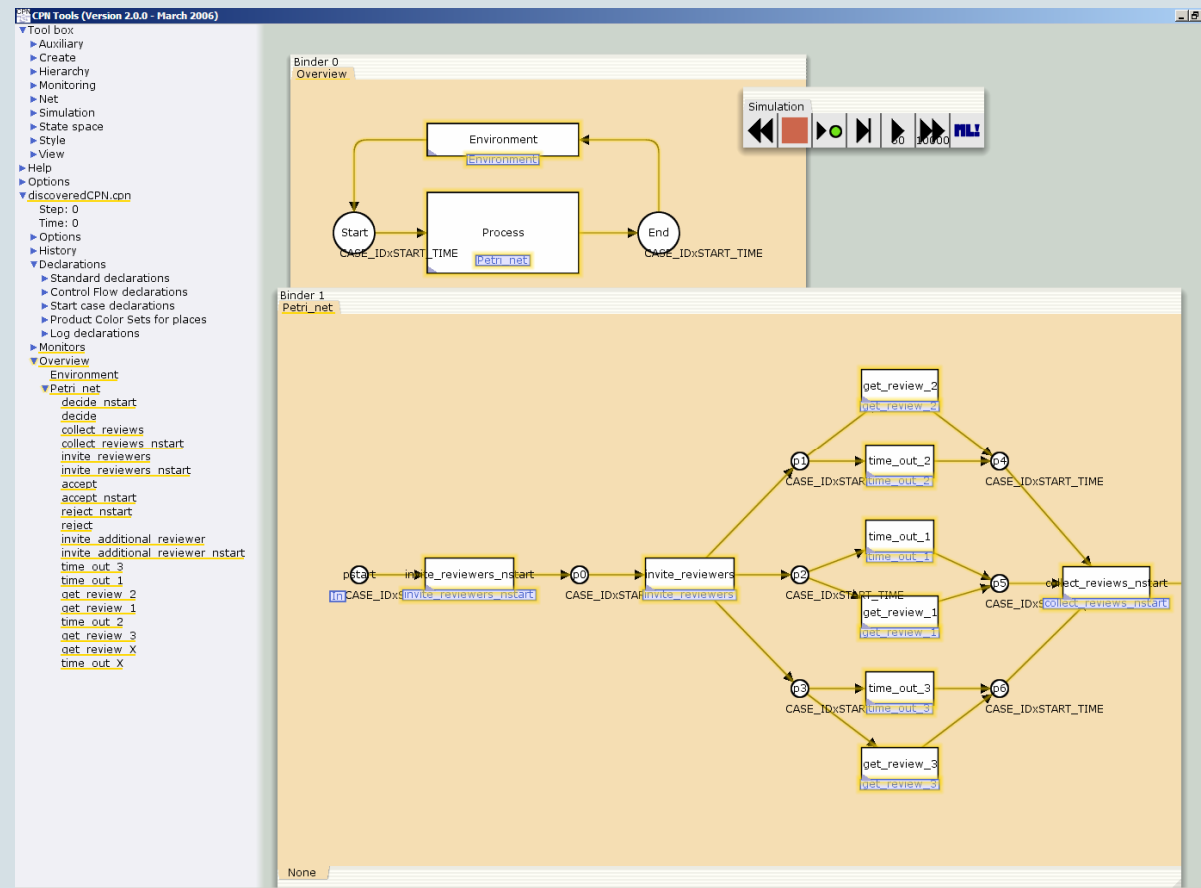 CPN Tools (Version 2.0.0 - March 2006)
Tool box
Auxiliary
Create
Hierarchy
Monitoring
Net
Simulation
State space
Style
View
Help
Options
discoveredCPN.cpn
Step: 0
Time: 0
Options
History
Declarations
Standard declarations
Control Flow declarations
Start case declarations
Product Color Sets for places
Log declarations
Monitors
Overview
Environment
Petri_net
decide_nstart
decide
collect_reviews
collect_reviews_nstart
invite_reviewers
invite_reviewers_nstart
accept
accept_nstart
reject_nstart
reject
invite_additional_reviewer
invite_additional_reviewer_nstart
time_out_3
time_out_1
get_review_2
get_review_1
time_out_2
get_review_3
get_review_X
time_out_X
Binder 0
Overview
Environment
Environment
Start
CASE_IDxSTART_TIME
Process
Petri_net
End
CASE_IDxSTART_TIME
Simulation
10000
ML!
Binder 1
Petri_net
get_review_2
get_review_2
p1
time_out_2
p4
CASE_IDxSTAR
time_out_2
CASE_IDxSTART_TIME
time_out_1
time_out_1
pstart
invite_reviewers_nstart
p0
invite_reviewers
p2
p5
collect_reviews_nstart
In
CASE_IDxS
invite_reviewers_nstart
CASE_IDxSTAR
invite_reviewers
CASE_IDxSTART_TIME
CASE_IDxS
collect_reviews_nstart
get_review_1
get_review_1
p3
time_out_3
p6
CASE_IDxSTAR
time_out_3
CASE_IDxSTART_TIME
get_review_3
get_review_3
None